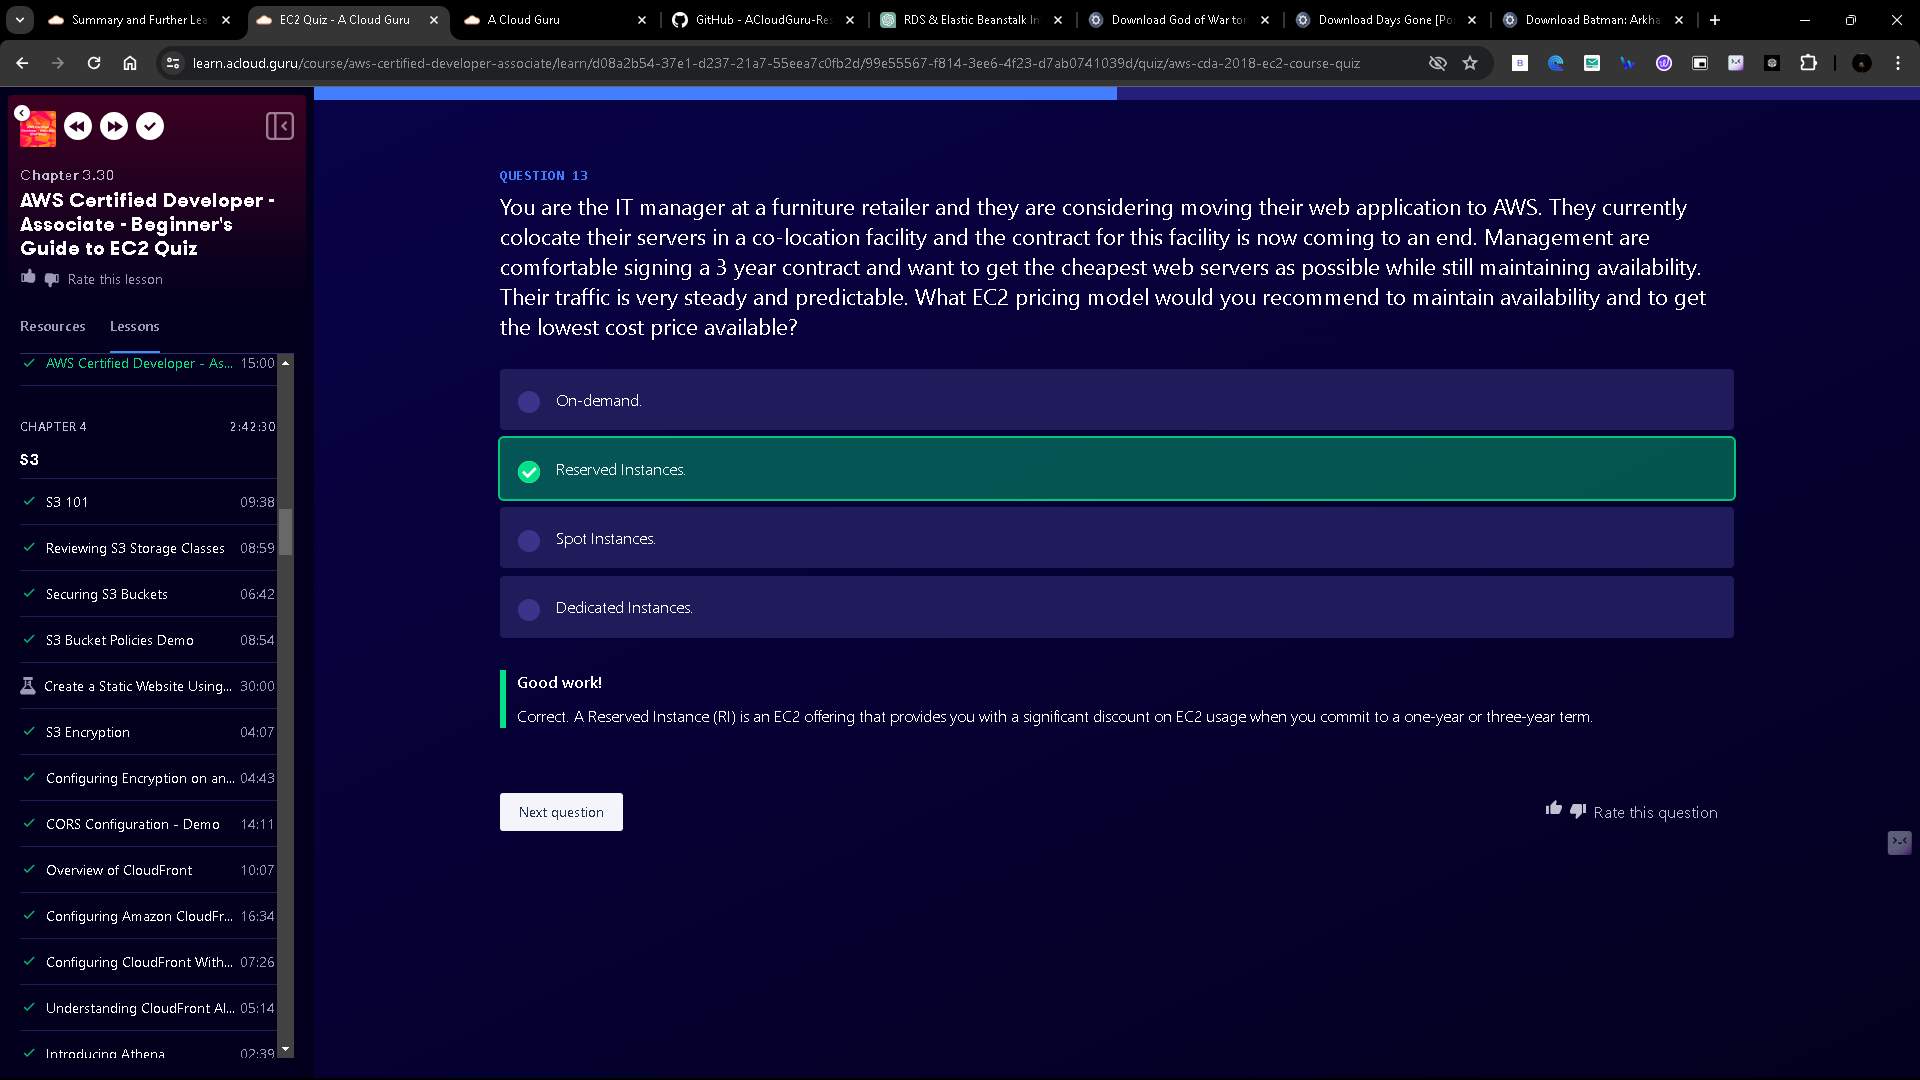 Summary and Further Lea
EC2 Quiz - A Cloud Guru
A Cloud Guru
GitHub - ACloudGuru-Res
RDS & Elastic Beanstalk In
Download God of War tor
Download Days Gone [Po
Download Batman: Arkha
learn.acloud.guru/course/aws-certified-developer-associate/learn/d08a2b54-37e1-d237-21a7-55eea7c0fb2d/99e55567-f814-3ee6-4f23-d7ab0741039d/quiz/aws-cda-2018-ec2-course-quiz
Chapter 3.30
AWS Certified Developer -
Associate - Beginner's
Guide to EC2 Quiz
Rate this lesson
Resources Lessons
AWS Certified Developer - As... 15:00
CHAPTER 4 2:42:30
S3
S3 101 09:38
Reviewing S3 Storage Classes 08:59
Securing S3 Buckets 06:42
S3 Bucket Policies Demo 08:54
Create a Static Website Using... 30:00
S3 Encryption 04:07
Configuring Encryption on an... 04:43
CORS Configuration - Demo 14:11
Overview of CloudFront 10:07
Configuring Amazon CloudFr... 16:34
Configuring CloudFront With... 07:26
Understanding CloudFront Al... 05:14
Introducing Athena 02:39
QUESTION 13
You are the IT manager at a furniture retailer and they are considering moving their web application to AWS. They currently
colocate their servers in a co-location facility and the contract for this facility is now coming to an end. Management are
comfortable signing a 3 year contract and want to get the cheapest web servers as possible while still maintaining availability.
Their traffic is very steady and predictable. What EC2 pricing model would you recommend to maintain availability and to get
the lowest cost price available?
On-demand.
Reserved Instances.
Spot Instances.
Dedicated Instances.
Good work!
Correct. A Reserved Instance (RI) is an EC2 offering that provides you with a significant discount on EC2 usage when you commit to a one-year or three-year term.
Next question
Rate this question